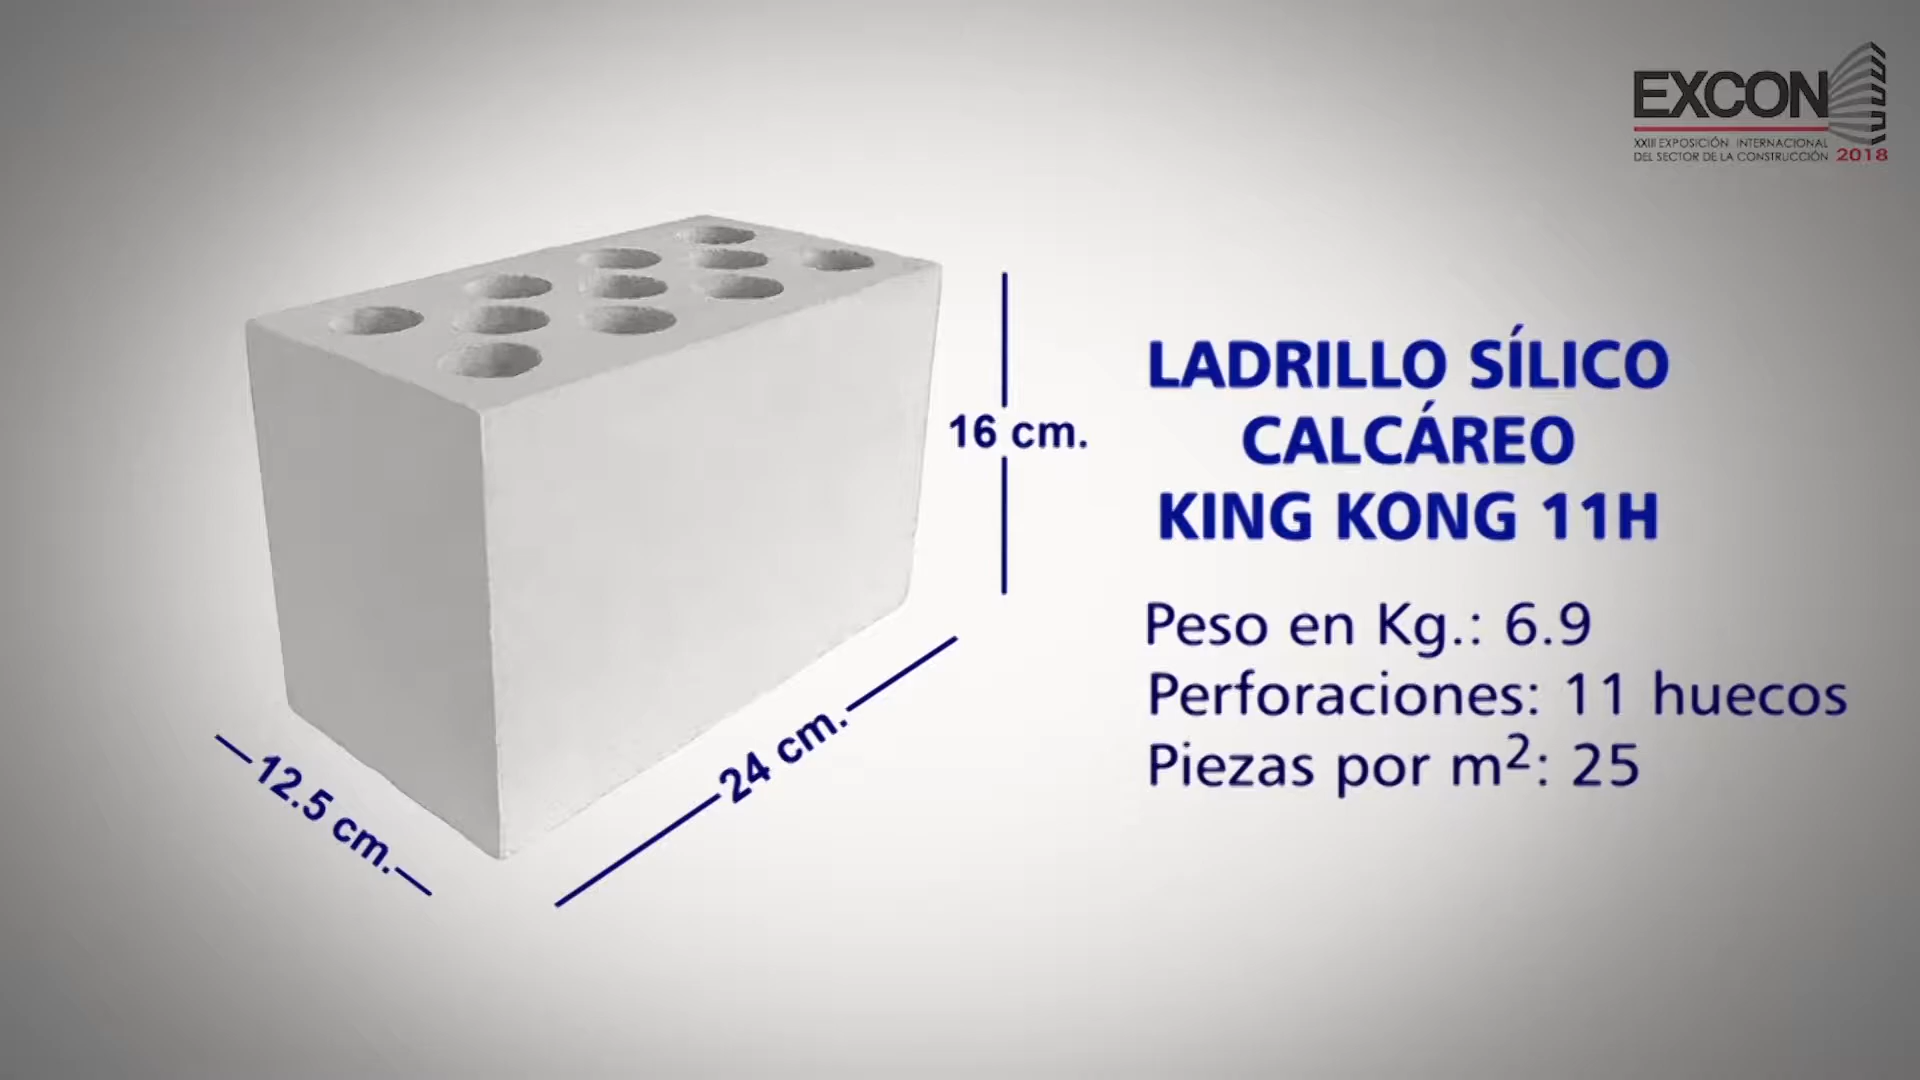 EXCON
XXIII EXPOSICIÓN INTERNACIONAL
DEL SECTOR DE LA CONSTRUCCIÓN 2018
LADRILLO SÍLICO
CALCÁREO
KING KONG 11H
16 cm.
Peso en Kg.: 6.9
Perforaciones: 11 huecos
Piezas por m²: 25
24 cm.
12.5 cm.